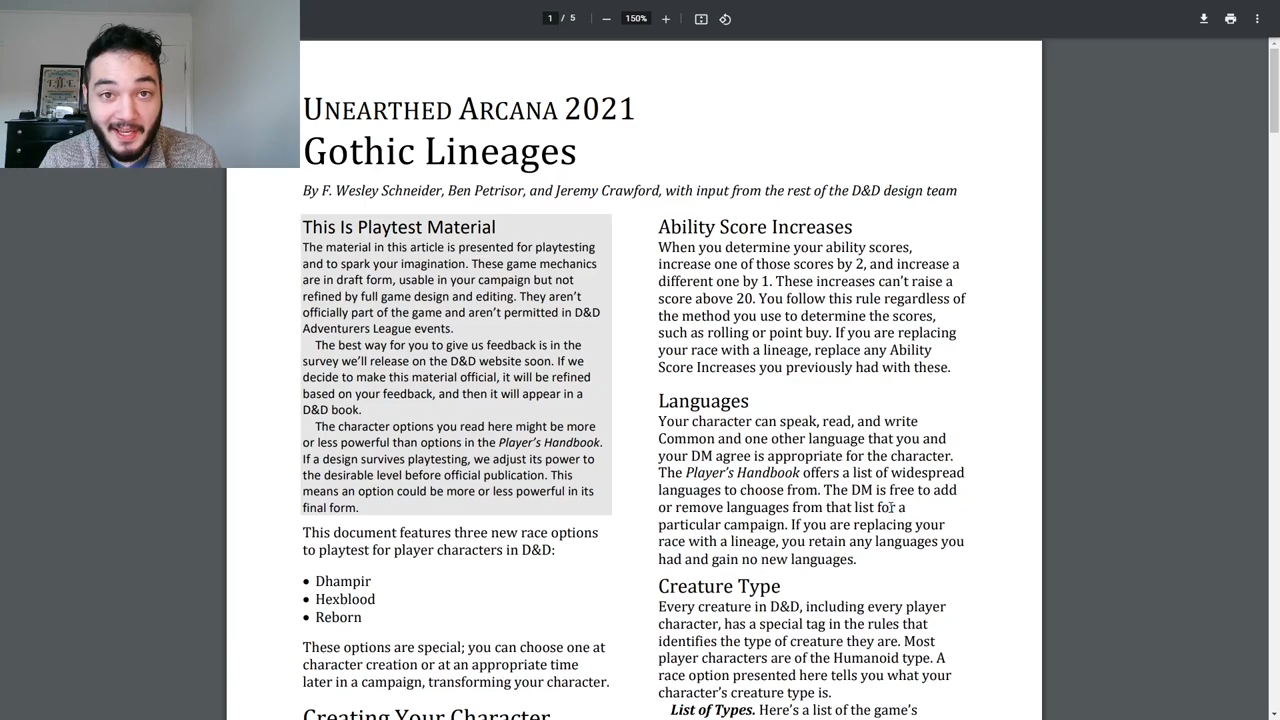 1 / 5
150%
UNEARTHED ARCANA 2021
Gothic Lineages
By F. Wesley Schneider, Ben Petrisor, and Jeremy Crawford, with input from the rest of the D&D design team
This Is Playtest Material
The material in this article is presented for playtesting
and to spark your imagination. These game mechanics
are in draft form, usable in your campaign but not
refined by full game design and editing. They aren't
officially part of the game and aren't permitted in D&D
Adventurers League events.
The best way for you to give us feedback is in the
survey we'll release on the D&D website soon. If we
decide to make this material official, it will be refined
based on your feedback, and then it will appear in a
D&D book.
The character options you read here might be more
or less powerful than options in the Player's Handbook.
If a design survives playtesting, we adjust its power to
the desirable level before official publication. This
means an option could be more or less powerful in its
final form.
This document features three new race options
to playtest for player characters in D&D:
• Dhampir
• Hexblood
• Reborn
These options are special; you can choose one at
character creation or at an appropriate time
later in a campaign, transforming your character.
Creating Your Character
Ability Score Increases
When you determine your ability scores,
increase one of those scores by 2, and increase a
different one by 1. These increases can't raise a
score above 20. You follow this rule regardless of
the method you use to determine the scores,
such as rolling or point buy. If you are replacing
your race with a lineage, replace any Ability
Score Increases you previously had with these.
Languages
Your character can speak, read, and write
Common and one other language that you and
your DM agree is appropriate for the character.
The Player's Handbook offers a list of widespread
languages to choose from. The DM is free to add
or remove languages from that list for a
particular campaign. If you are replacing your
race with a lineage, you retain any languages you
had and gain no new languages.
Creature Type
Every creature in D&D, including every player
character, has a special tag in the rules that
identifies the type of creature they are. Most
player characters are of the Humanoid type. A
race option presented here tells you what your
character's creature type is.
List of Types. Here's a list of the game's